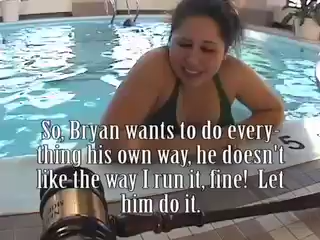 So, Bryan wants to do every-
thing his own way, he doesn't
like the way I run it, fine!  Let
him do it.
5